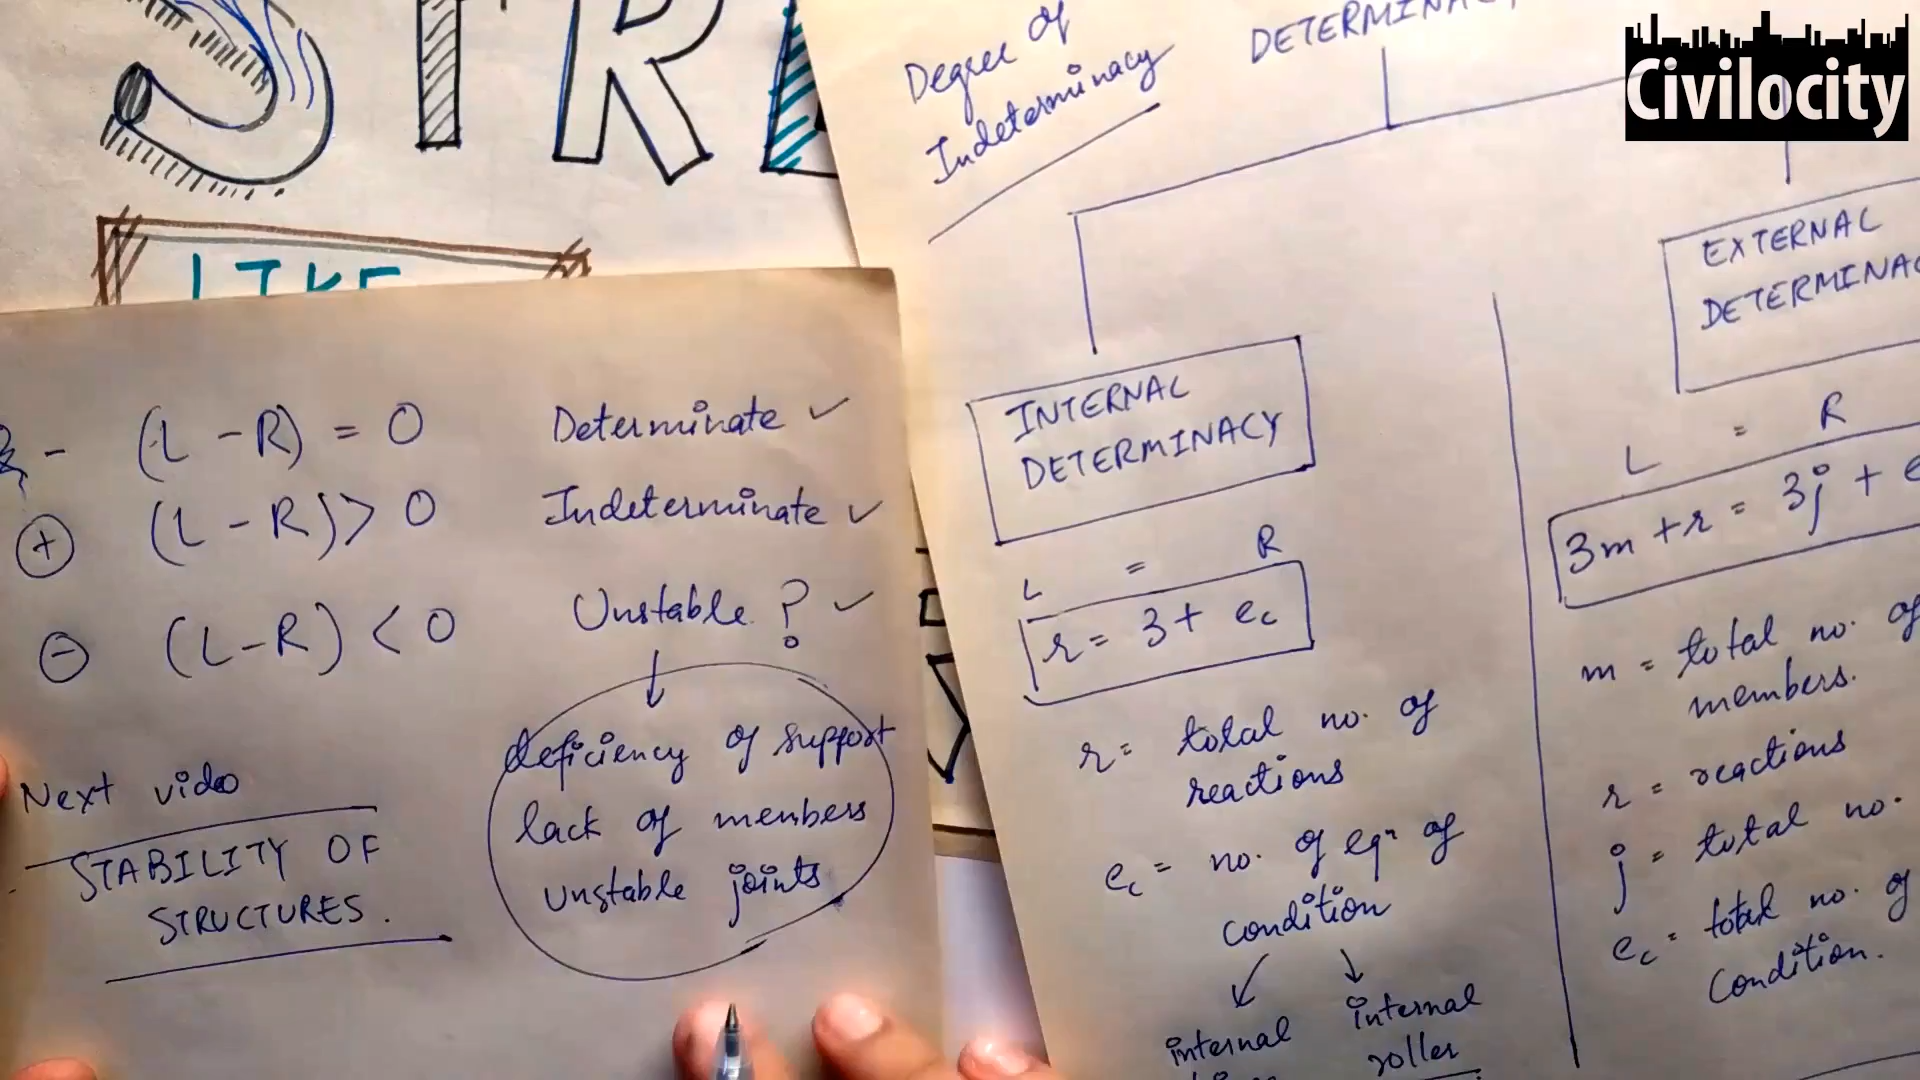 STR
LIKE
Civilocity
Degree of
Indeterminacy
INTERNAL
DETERMINACY
L = R
r = 3 + ec
r = total no. of
reactions
ec = no. of eqn of
condition
internal
internal
roller
EXTERNAL
L = R
3m + r = 3j +
m = total no. of
members.
r = reactions
j = total no.
ec = total no. of
condition.
- (L - R) = 0 Determinate ✓
+ (L - R) > 0 Indeterminate ✓
- (L - R) < 0 Unstable ? ✓
deficiency of support
lack of members
unstable joints
Next video
STABILITY OF
STRUCTURES.